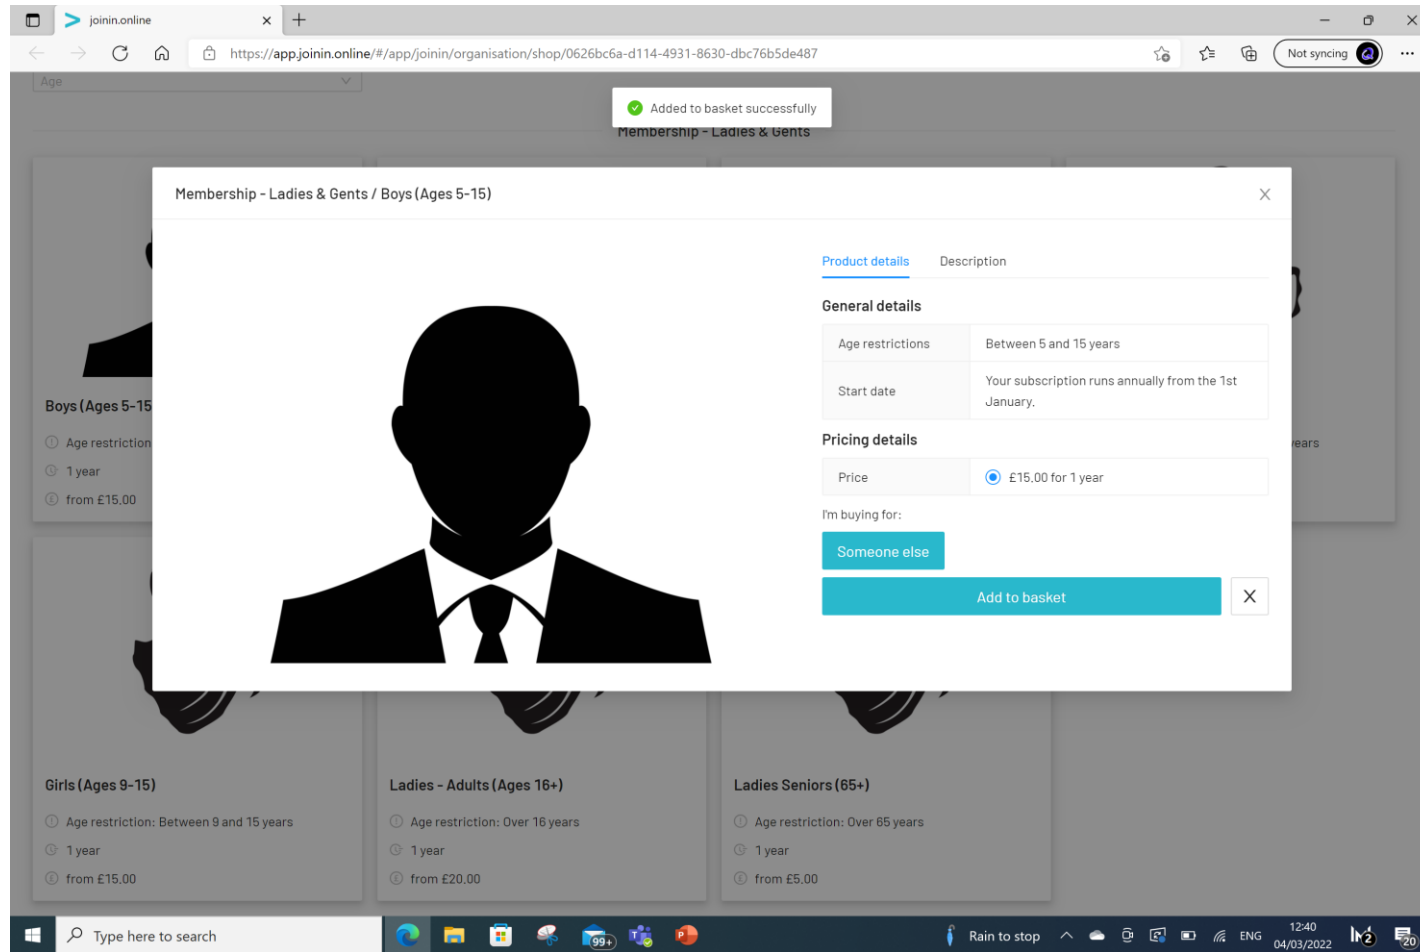 joinin.online
https://app.joinin.online/#/app/joinin/organisation/shop/0626bc6a-d114-4931-8630-dbc76b5de487
Not syncing
Age
Added to basket successfully
Membership - Ladies & Gents
Membership - Ladies & Gents / Boys (Ages 5-15)
Product details
Description
General details
Age restrictions
Between 5 and 15 years
Start date
Your subscription runs annually from the 1st
January.
Pricing details
Price
£15.00 for 1 year
I'm buying for:
Someone else
Add to basket
X
Boys (Ages 5-15
Age restriction
1 year
from £15.00
years
Girls (Ages 9-15)
Age restriction: Between 9 and 15 years
1 year
from £15.00
Ladies - Adults (Ages 16+)
Age restriction: Over 16 years
1 year
from £20.00
Ladies Seniors (65+)
Age restriction: Over 65 years
1 year
from £5.00
Type here to search
99+
Rain to stop
ENG
12:40
04/03/2022
2
20